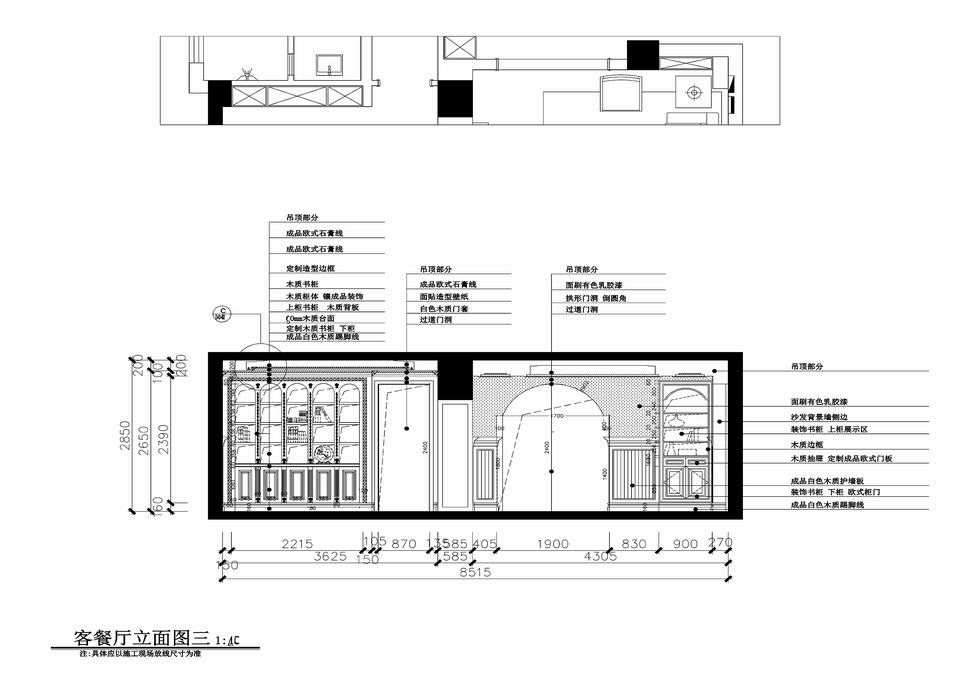 吊顶部分
成品欧式石膏线
成品欧式石膏线
定制造型边框
木质书柜
木质柜体 镶成品装饰
上柜书柜 木质背板
60mm木质台面
定制木质书柜 下柜
成品白色木质踢脚线
吊顶部分
成品欧式石膏线
面贴造型壁纸
白色木质门套
过道门洞
吊顶部分
面刷有色乳胶漆
拱形门洞 倒圆角
过道门洞
C
吊顶部分
面刷有色乳胶漆
沙发背景墙侧边
装饰书柜 上柜展示区
木质边框
木质抽屉 定制成品欧式门板
成品白色木质护墙板
装饰书柜 下柜 欧式柜门
成品白色木质踢脚线
200 100 200 400
2850 2650 2390
160 160
2400
700
2400
1400
2215 105 870 135 585 405 1900 830 900 270
3625 150 585 4305
150
8515
客餐厅立面图三 1:
注:具体应以施工现场放线尺寸为准